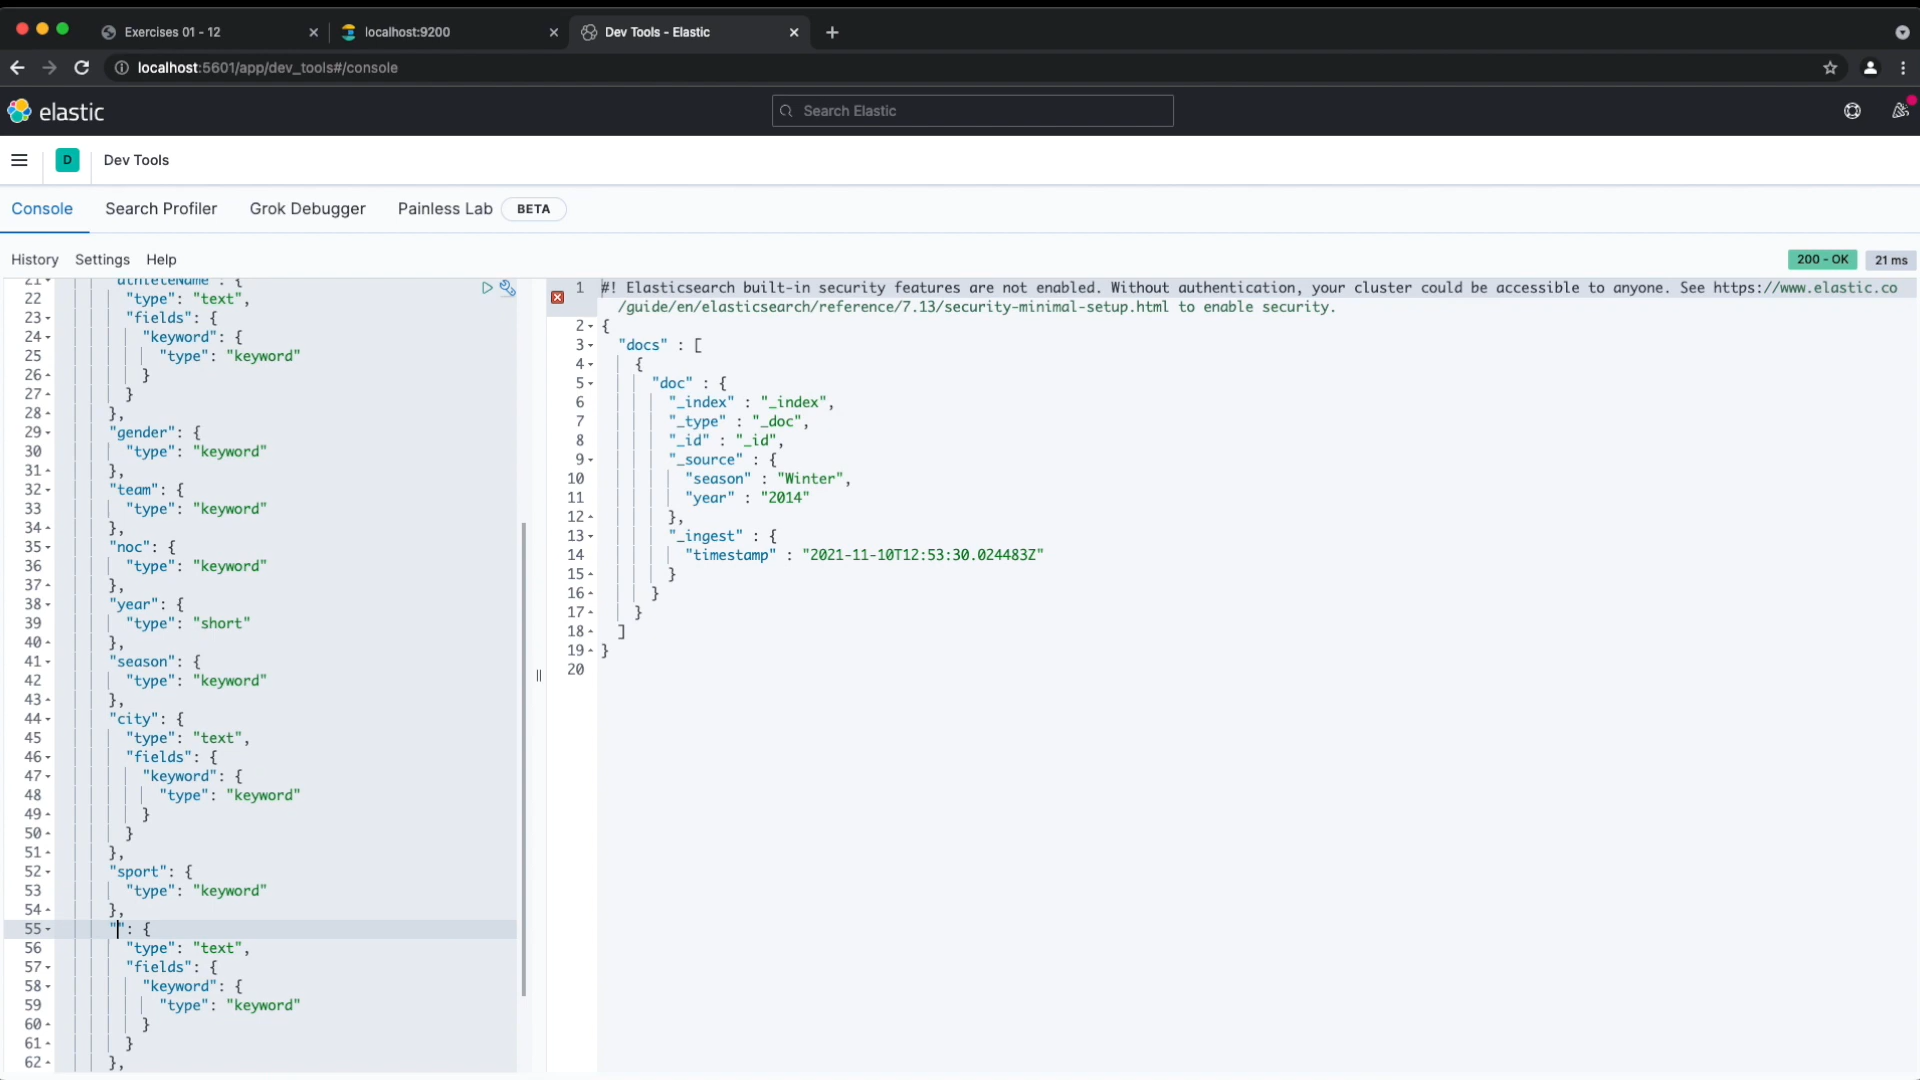 Exercises 01 - 12
localhost:9200
Dev Tools - Elastic
localhost:5601/app/dev_tools#/console
elastic
Search Elastic
D
Dev Tools
Console
Search Profiler
Grok Debugger
Painless Lab
BETA
History
Settings
Help
200 - OK
21 ms
21 "athleteName": {
22 "type": "text",
23 "fields": {
24 "keyword": {
25 "type": "keyword"
26 }
27 }
28 },
29 "gender": {
30 "type": "keyword"
31 },
32 "team": {
33 "type": "keyword"
34 },
35 "noc": {
36 "type": "keyword"
37 },
38 "year": {
39 "type": "short"
40 },
41 "season": {
42 "type": "keyword"
43 },
44 "city": {
45 "type": "text",
46 "fields": {
47 "keyword": {
48 "type": "keyword"
49 }
50 }
51 },
52 "sport": {
53 "type": "keyword"
54 },
55 "": {
56 "type": "text",
57 "fields": {
58 "keyword": {
59 "type": "keyword"
60 }
61 }
62 },
1 #! Elasticsearch built-in security features are not enabled. Without authentication, your cluster could be accessible to anyone. See https://www.elastic.co
/guide/en/elasticsearch/reference/7.13/security-minimal-setup.html to enable security.
2 {
3 "docs" : [
4 {
5 "doc" : {
6 "_index" : "_index",
7 "_type" : "_doc",
8 "_id" : "_id",
9 "_source" : {
10 "season" : "Winter",
11 "year" : "2014"
12 },
13 "_ingest" : {
14 "timestamp" : "2021-11-10T12:53:30.024483Z"
15 }
16 }
17 }
18 ]
19 }
20